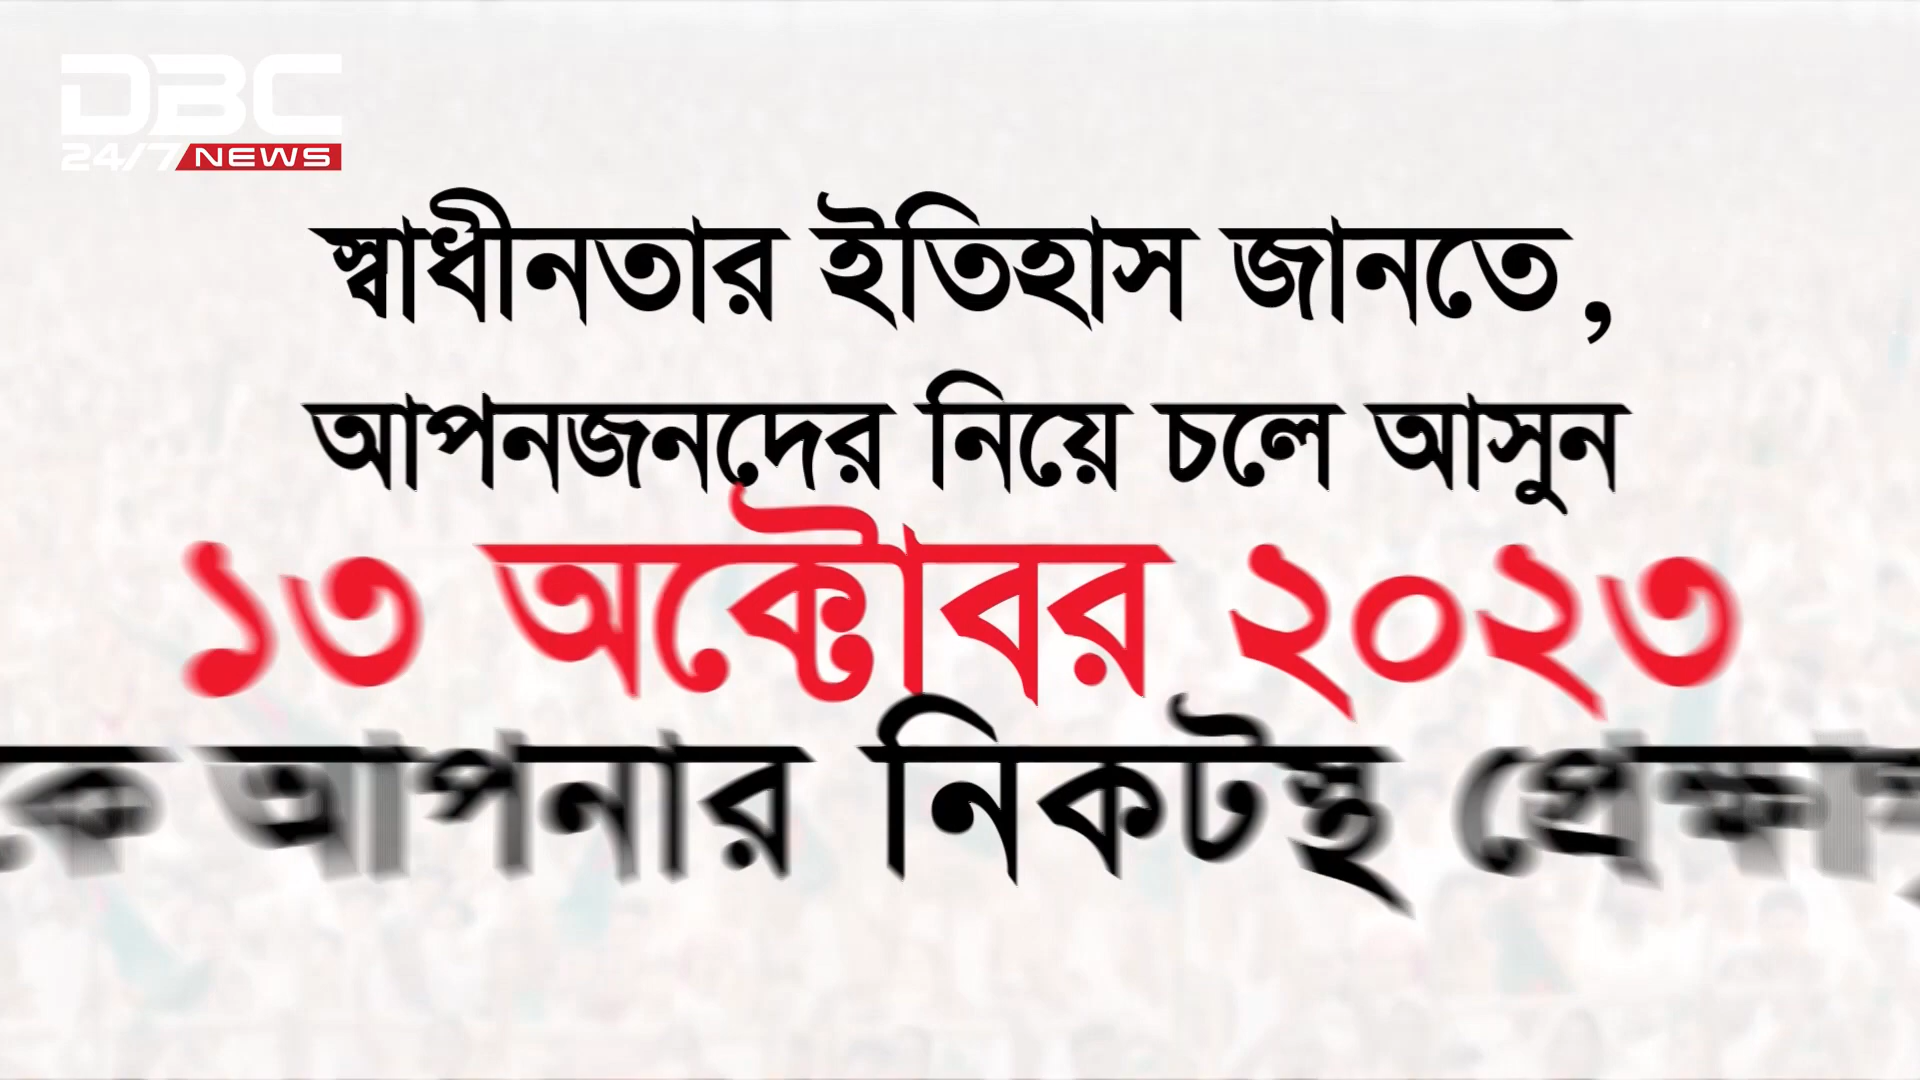 DBC
24/7 NEWS
স্বাধীনতার ইতিহাস জানতে,
আপনজনদের নিয়ে চলে আসুন
১৩ অক্টোবর ২০২৩
আপনার নিকটস্থ